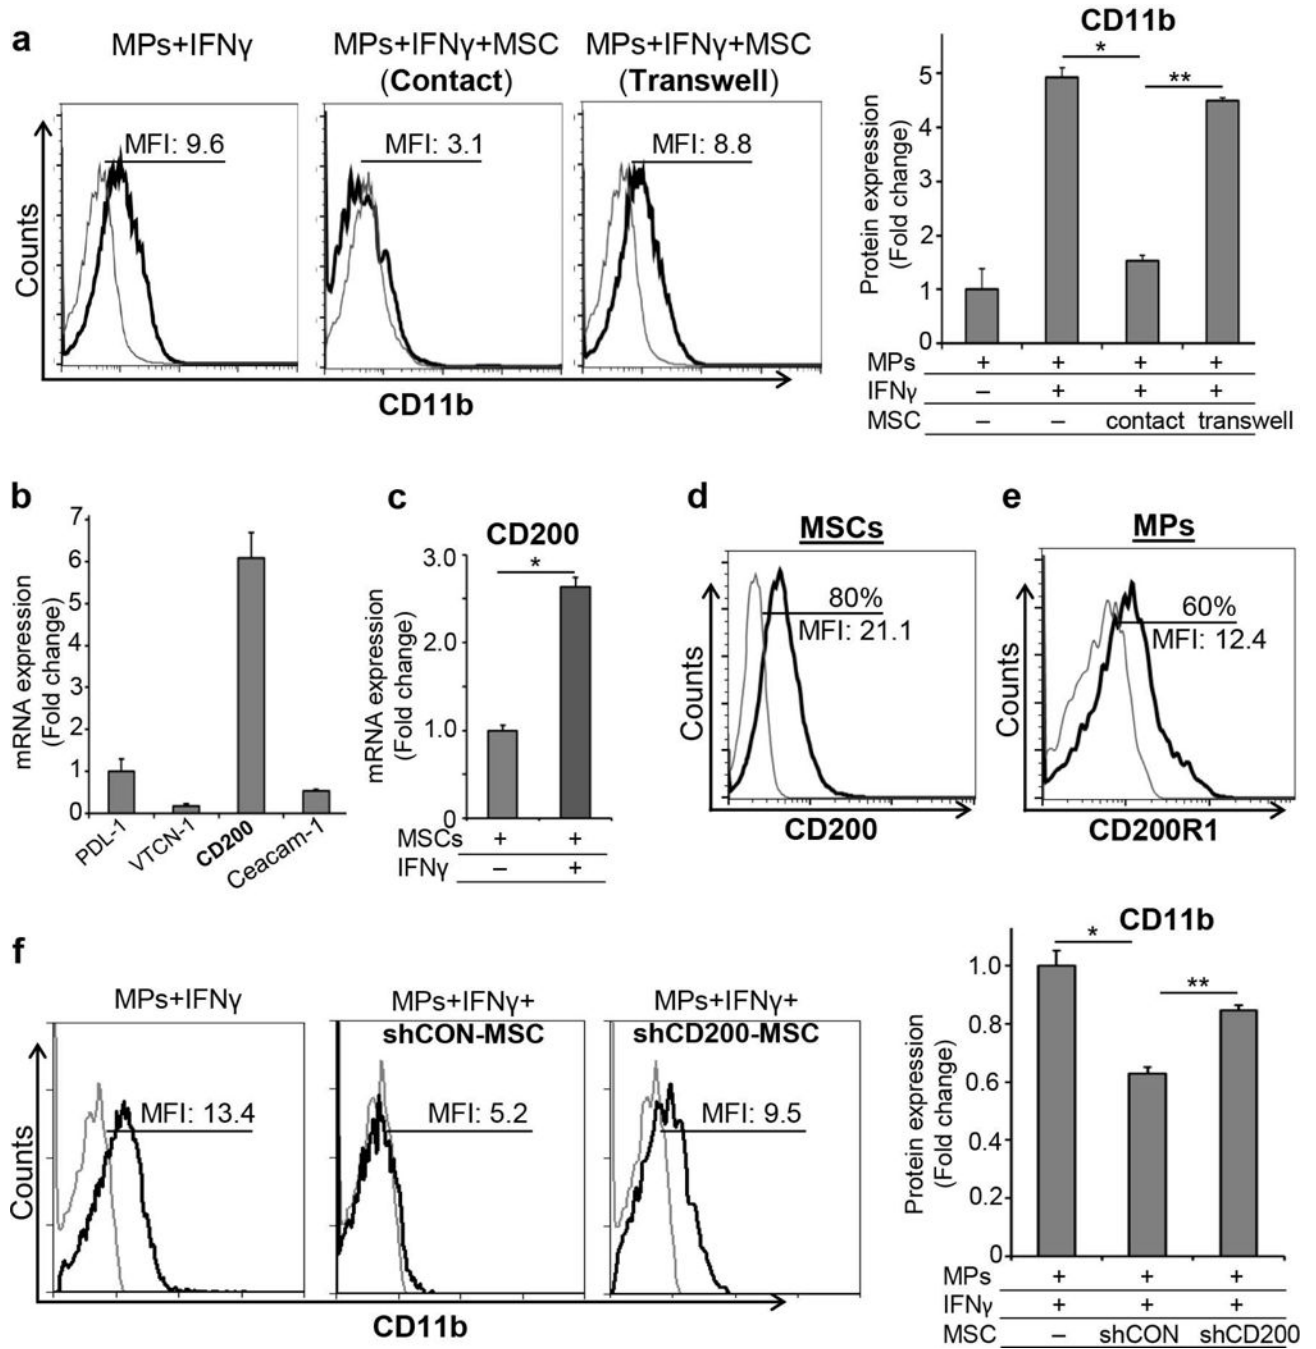 a
MPs+IFNγ
MPs+IFNγ+MSC
(Contact)
MPs+IFNγ+MSC
(Transwell)
MFI: 9.6
MFI: 3.1
MFI: 8.8
Counts
CD11b
CD11b
Protein expression
(Fold change)
5
4
3
2
1
0
MPs + + + +
IFNγ – + + +
MSC – – contact transwell
b
mRNA expression
(Fold change)
7
6
5
4
3
2
1
0
PDL-1
VTCN-1
CD200
Ceacam-1
*
**
c
CD200
*
mRNA expression
(Fold change)
3.0
2.0
1.0
0
MSCs + +
IFNγ – +
d
MSCs
80%
MFI: 21.1
Counts
CD200
e
MPs
60%
MFI: 12.4
Counts
CD200R1
f
MPs+IFNγ
MPs+IFNγ+
shCON-MSC
MPs+IFNγ+
shCD200-MSC
MFI: 13.4
MFI: 5.2
MFI: 9.5
Counts
CD11b
CD11b
*
**
Protein expression
(Fold change)
1.0
0.8
0.6
0.4
0.2
0
MPs + + +
IFNγ + + +
MSC – shCON shCD200